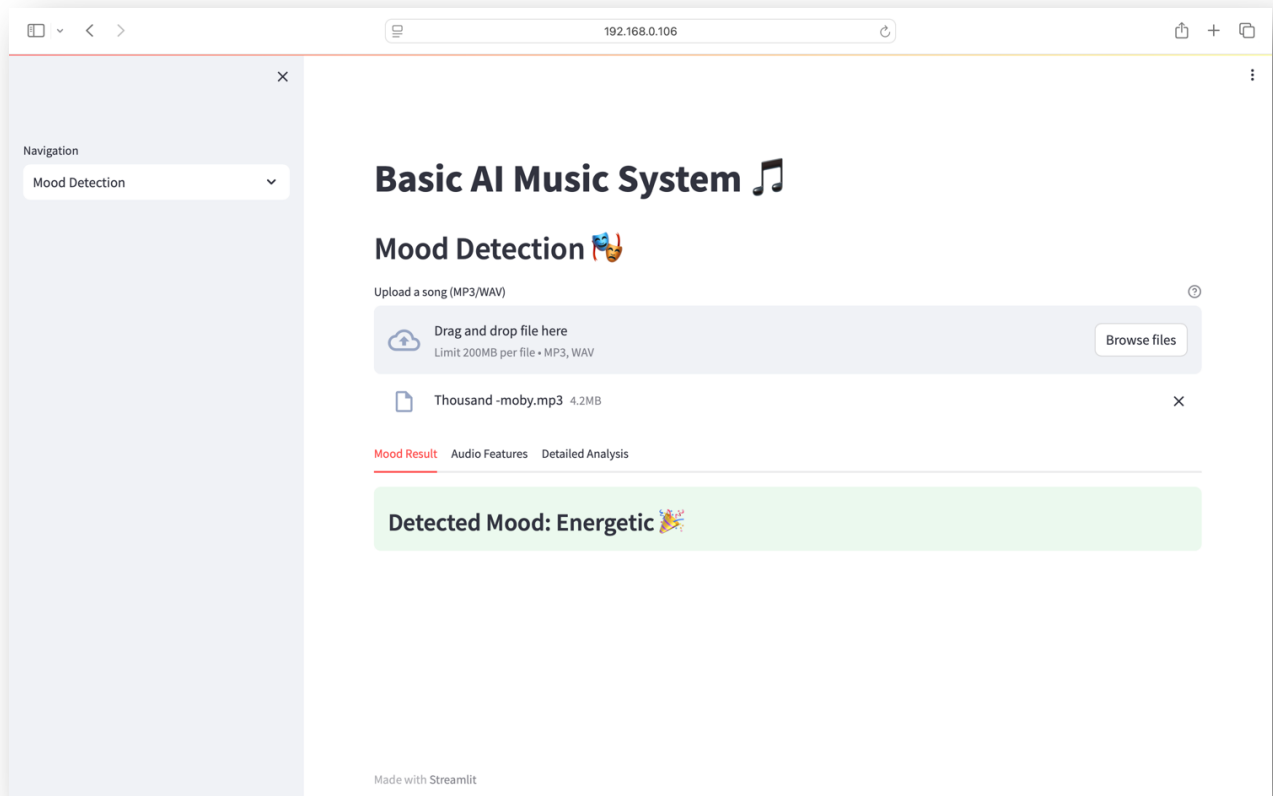 192.168.0.106
Navigation
Mood Detection
Basic AI Music System 🎵
Mood Detection 🎭
Upload a song (MP3/WAV)
Drag and drop file here
Limit 200MB per file • MP3, WAV
Browse files
Thousand -moby.mp3 4.2MB
Mood Result Audio Features Detailed Analysis
Detected Mood: Energetic 🎉
Made with Streamlit